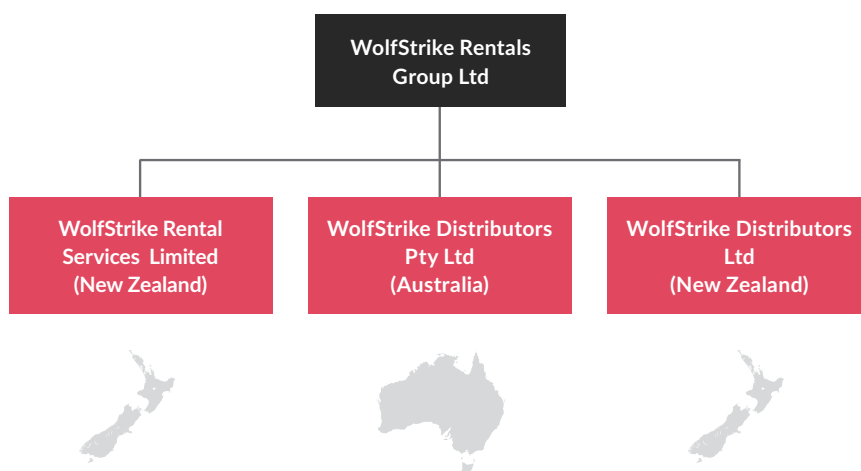 WolfStrike Rentals
Group Ltd
WolfStrike Rental
Services Limited
(New Zealand)
WolfStrike Distributors
Pty Ltd
(Australia)
WolfStrike Distributors
Ltd
(New Zealand)